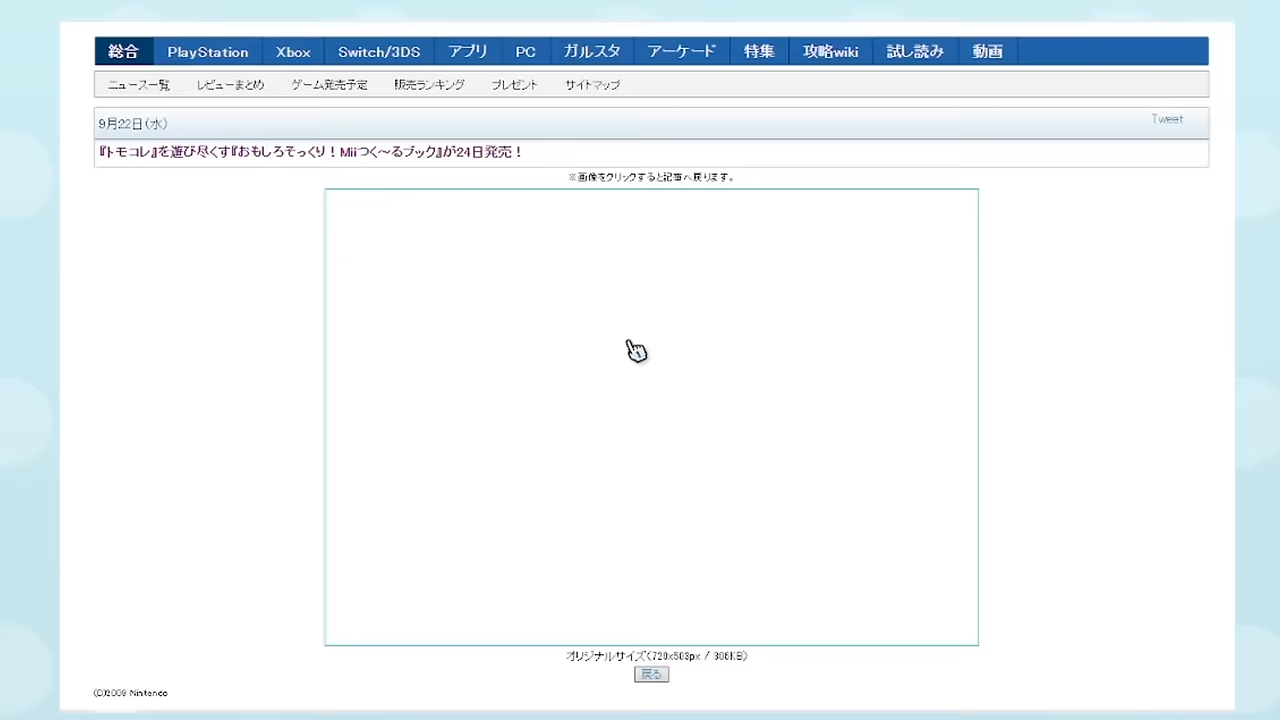 総合 PlayStation Xbox Switch/3DS アプリ PC ガルスタ アーケード 特集 攻略wiki 試し読み 動画
ニュース一覧 レビューまとめ ゲーム発売予定 販売ランキング プレゼント サイトマップ
9月22日(水) Tweet
『トモコレ』を遊び尽くす『おもしろそっくり！Miiつく～るブック』が24日発売！
※画像をクリックすると記事へ戻ります。
オリジナルサイズ(720x503px / 306KB)
戻る
(C)2009 Nintendo